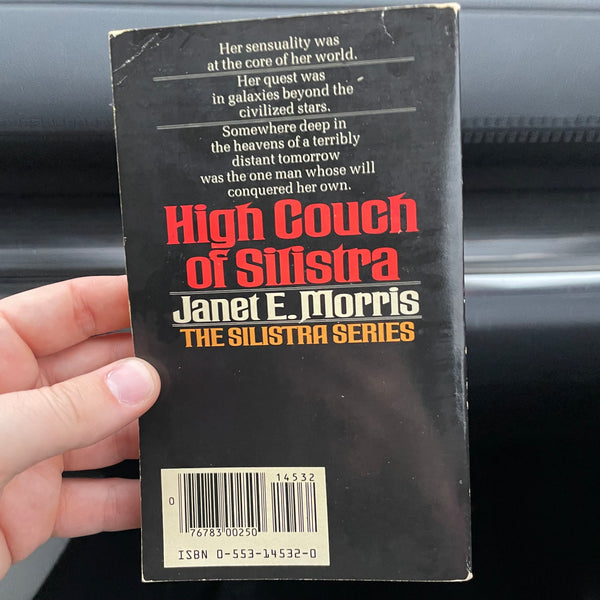 Her sensuality was
at the core of her world.
Her quest was
in galaxies beyond the
civilized stars.
Somewhere deep in
the heavens of a terribly
distant tomorrow
was the one man whose will
conquered her own.
High Couch
of Silistra
Janet E. Morris
THE SILISTRA SERIES
14532
0
76783 00250
ISBN 0-553-14532-0